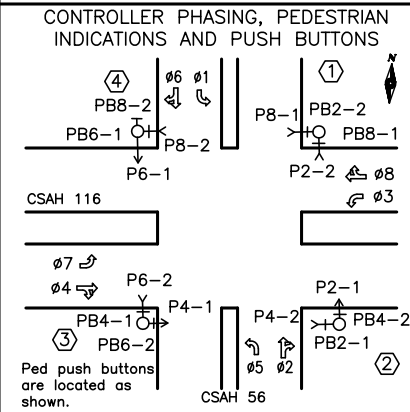 CONTROLLER PHASING, PEDESTRIAN
INDICATIONS AND PUSH BUTTONS
N
4
ø6 ø1
1
PB8-2
PB2-2
PB6-1
P8-1
PB8-1
P8-2
P6-1
P2-2
ø8
ø3
CSAH 116
ø7
ø4
P6-2
P2-1
P4-1
P4-2
PB4-1
PB4-2
3
PB6-2
PB2-1
2
ø5 ø2
Ped push buttons
are located as
shown.
CSAH 56